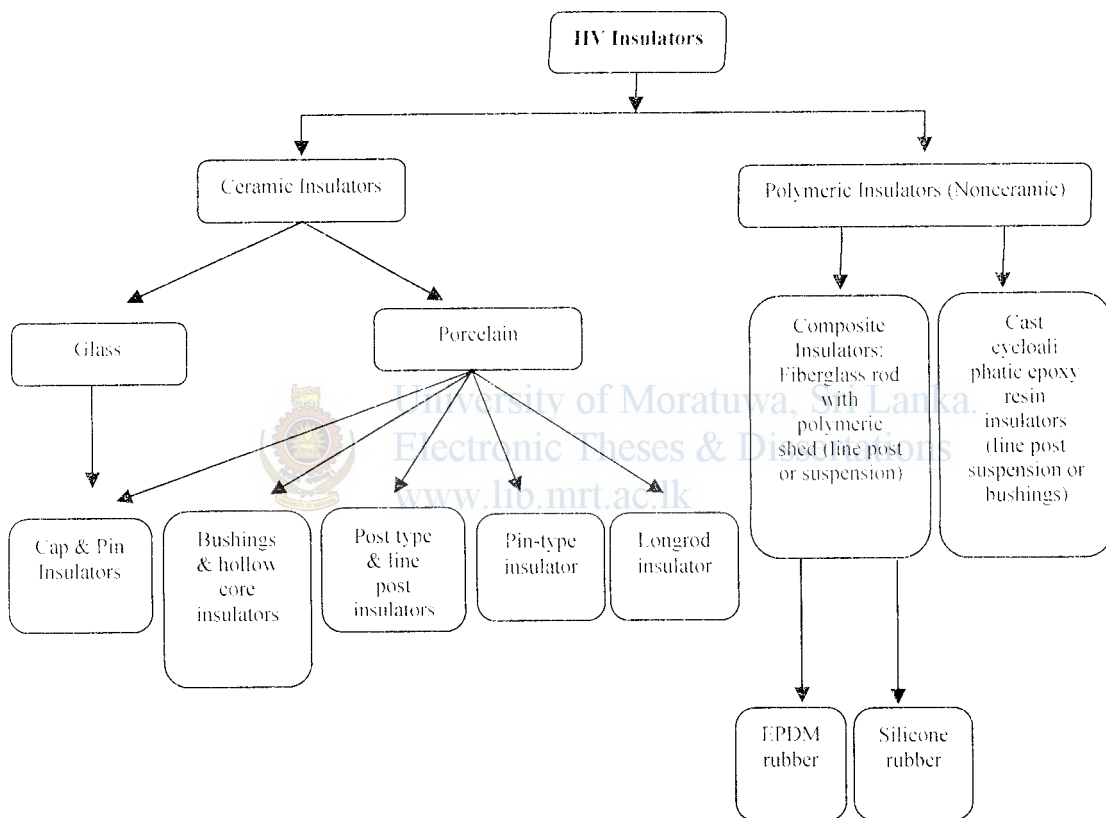 HV Insulators
Ceramic Insulators
Polymeric Insulators (Nonceramic)
Glass
Porcelain
Composite
Insulators:
Fiberglass rod
with
polymeric
shed (line post
or suspension)
Cast
cycloali
phatic epoxy
resin
insulators
(line post
suspension or
bushings)
University of Moratuwa, Sri Lanka.
Electronic Theses & Dissertations
www.lib.mrt.ac.lk
Cap & Pin
Insulators
Bushings
& hollow
core
insulators
Post type
& line
post
insulators
Pin-type
insulator
Longrod
insulator
EPDM
rubber
Silicone
rubber